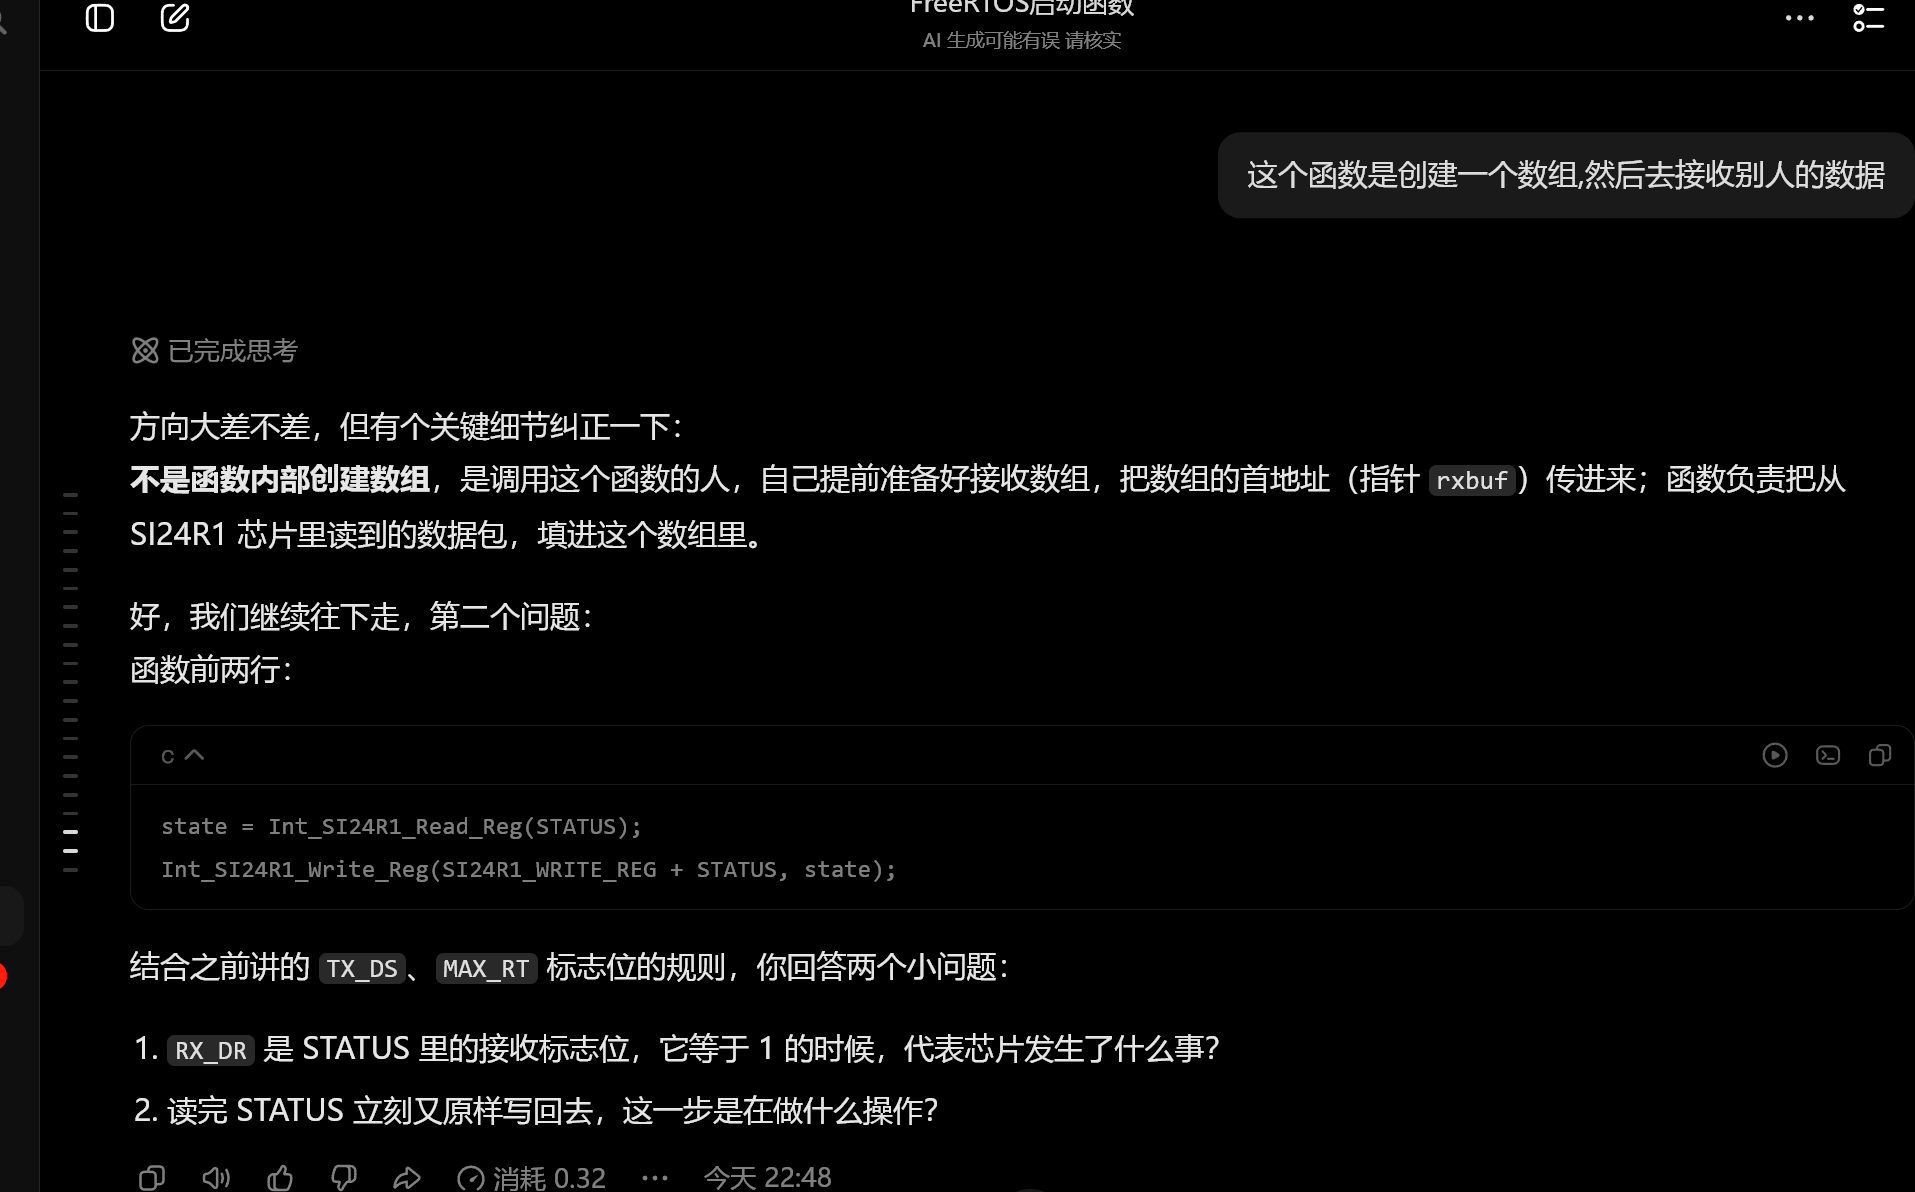 FreeRTOS启动函数
AI 生成可能有误 请核实
这个函数是创建一个数组,然后去接收别人的数据
已完成思考
方向大差不差，但有个关键细节纠正一下：
不是函数内部创建数组，是调用这个函数的人，自己提前准备好接收数组，把数组的首地址（指针 rxbuf）传进来；函数负责把从
SI24R1 芯片里读到的数据包，填进这个数组里。
好，我们继续往下走，第二个问题：
函数前两行：
c
state = Int_SI24R1_Read_Reg(STATUS);
Int_SI24R1_Write_Reg(SI24R1_WRITE_REG + STATUS, state);
结合之前讲的 TX_DS、MAX_RT 标志位的规则，你回答两个小问题：
1. RX_DR 是 STATUS 里的接收标志位，它等于 1 的时候，代表芯片发生了什么事？
2. 读完 STATUS 立刻又原样写回去，这一步是在做什么操作？
消耗 0.32 今天 22:48